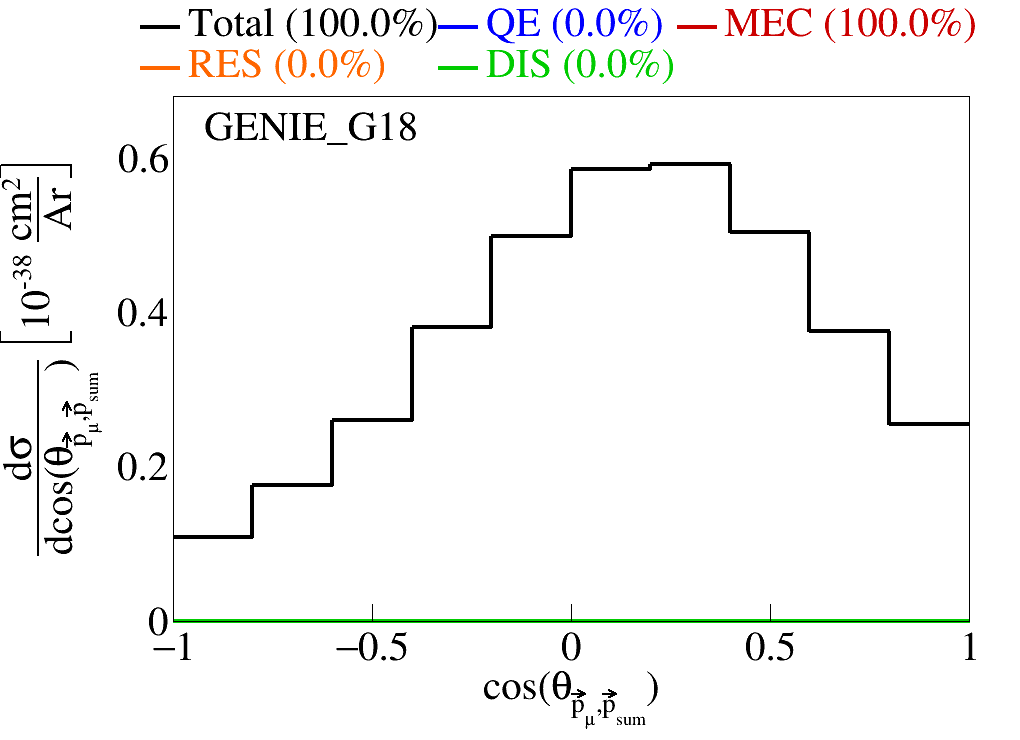 Total (100.0%) QE (0.0%) MEC (100.0%)
RES (0.0%) DIS (0.0%)
GENIE_G18
dσ
dcos(θp⃗μ,p⃗sum)
[10-38 cm2
Ar]
0.6
0.4
0.2
0
−1 −0.5 0 0.5 1
cos(θp⃗μ,p⃗sum)